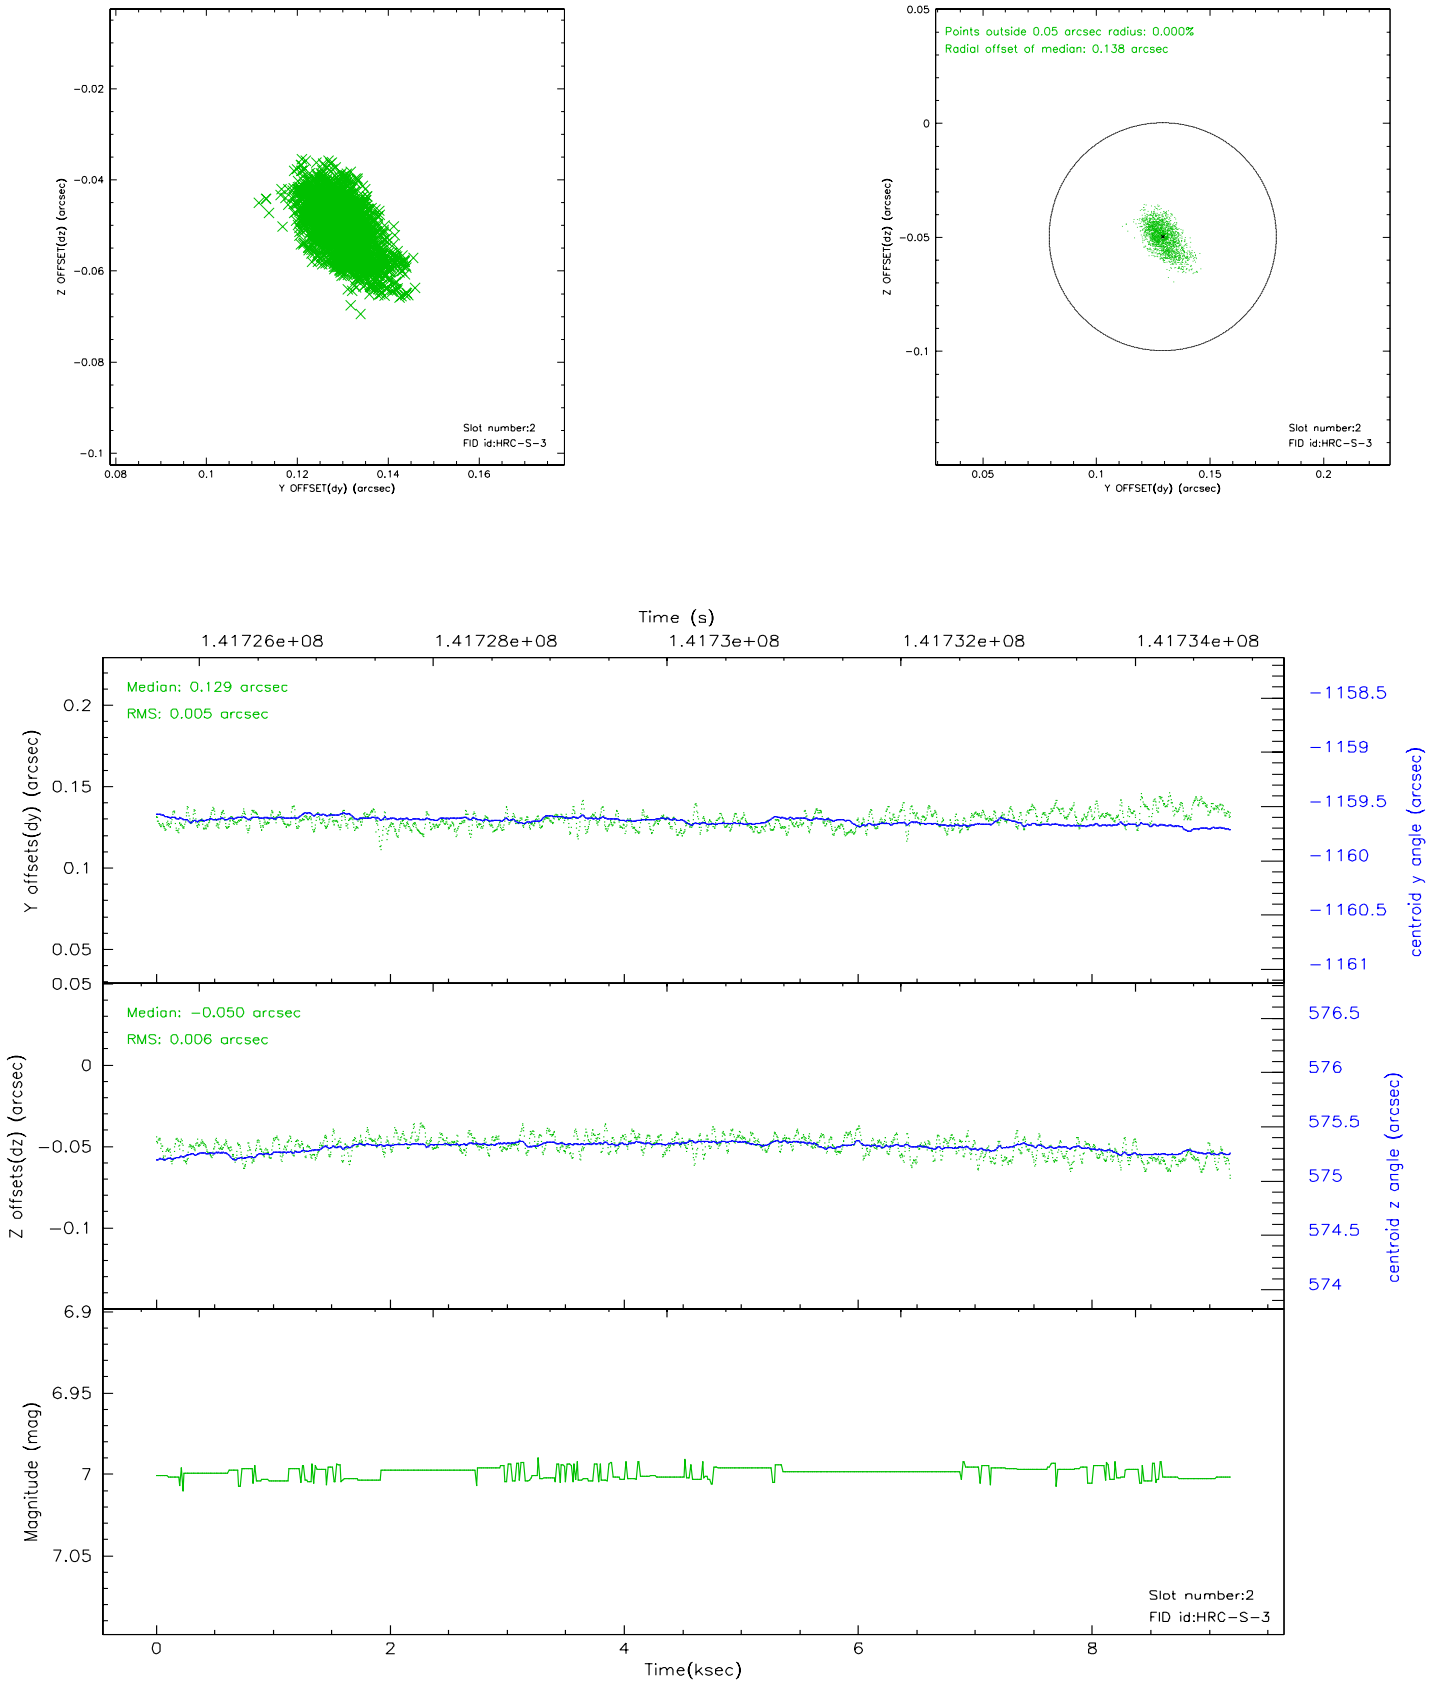 -0.02
-0.04
-0.06
-0.08
-0.1
Z OFFSET(dz) (arcsec)
Slot number:2
FID id:HRC-S-3
0.08 0.1 0.12 0.14 0.16
Y OFFSET(dy) (arcsec)
0.05
Points outside 0.05 arcsec radius: 0.000%
Radial offset of median: 0.138 arcsec
0
-0.05
-0.1
Z OFFSET(dz) (arcsec)
Slot number:2
FID id:HRC-S-3
0.05 0.1 0.15 0.2
Y OFFSET(dy) (arcsec)
Time (s)
1.41726e+08 1.41728e+08 1.4173e+08 1.41732e+08 1.41734e+08
Median: 0.129 arcsec
RMS: 0.005 arcsec
0.2
0.15
0.1
0.05
Y offsets(dy) (arcsec)
-1158.5
-1159
-1159.5
-1160
-1160.5
-1161
centroid y angle (arcsec)
0.05
Median: -0.050 arcsec
RMS: 0.006 arcsec
0
-0.05
-0.1
Z offsets(dz) (arcsec)
576.5
576
575.5
575
574.5
574
centroid z angle (arcsec)
6.9
6.95
7
7.05
Magnitude (mag)
Slot number:2
FID id:HRC-S-3
0 2 4 6 8
Time(ksec)